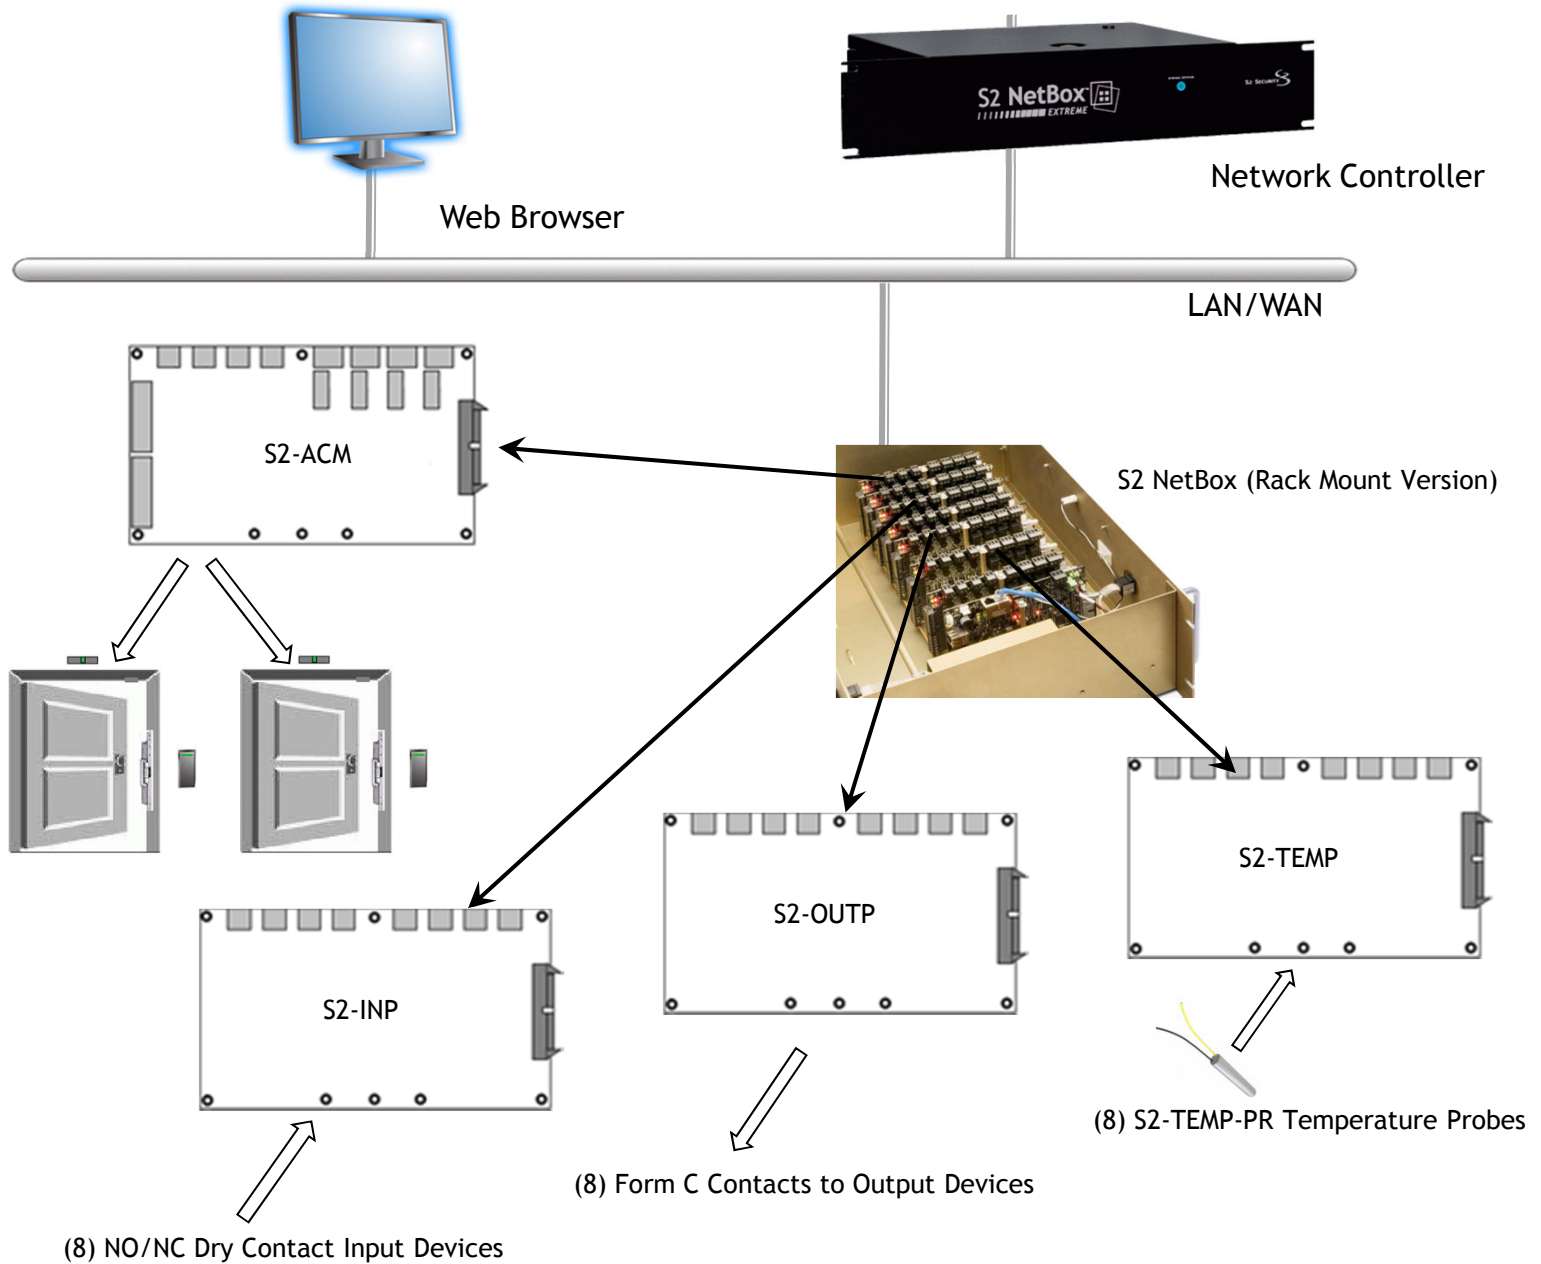 S2 NetBox
EXTREME
S2 SECURITY
Network Controller
Web Browser
LAN/WAN
S2-ACM
S2 NetBox (Rack Mount Version)
S2-TEMP
S2-OUTP
S2-INP
(8) S2-TEMP-PR Temperature Probes
(8) Form C Contacts to Output Devices
(8) NO/NC Dry Contact Input Devices